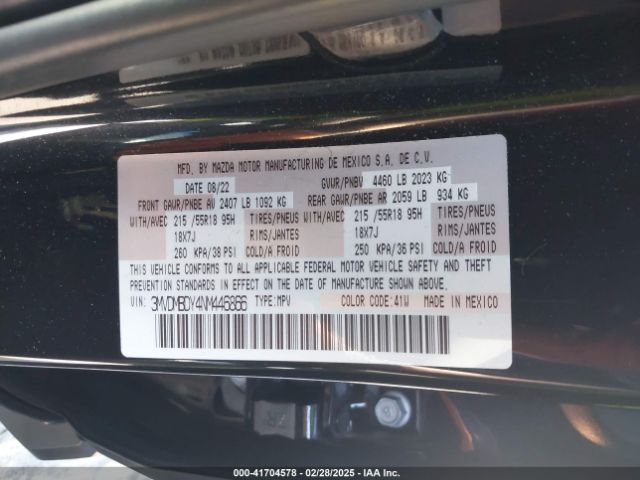 MFD. BY MAZDA MOTOR MANUFACTURING DE MEXICO S.A. DE C.V.
DATE 08/22 GVWR/PNBV 4460 LB 2023 KG
FRONT GAWR/PNBE AV 2407 LB 1092 KG REAR GAWR/PNBE AR 2059 LB 934 KG
WITH/AVEC 215 /55R18 95H TIRES/PNEUS WITH/AVEC 215 /55R18 95H TIRES/PNEUS
18X7J RIMS/JANTES 18X7J RIMS/JANTES
260 KPA/38 PSI COLD/A FROID 250 KPA/36 PSI COLD/A FROID
THIS VEHICLE CONFORMS TO ALL APPLICABLE FEDERAL MOTOR VEHICLE SAFETY AND THEFT
PREVENTION STANDARDS IN EFFECT ON THE DATE OF MANUFACTURE SHOWN ABOVE.
VIN: 3MVDMBDY4NM446866 TYPE: MPV COLOR CODE: 41W MADE IN MEXICO
000-41704578 - 02/28/2025 - IAA Inc.